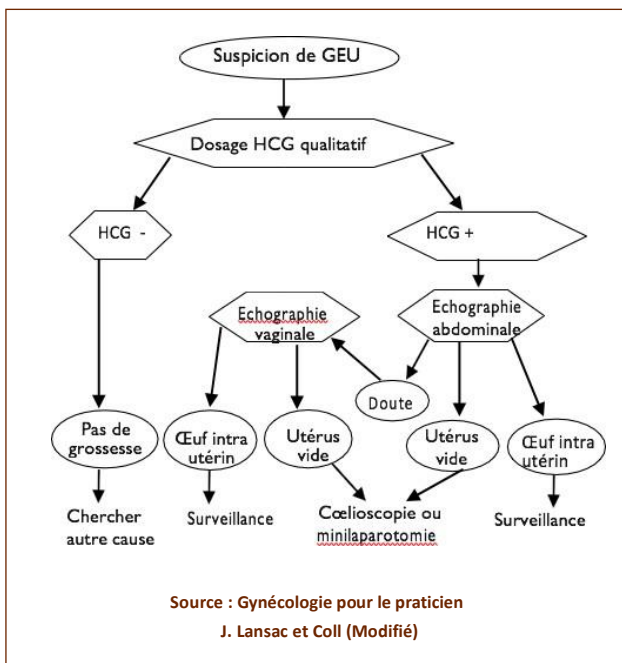 Suspicion de GEU
Dosage HCG qualitatif
HCG -
HCG +
Echographie
vaginale
Echographie
abdominale
Doute
Pas de
grossesse
Œuf intra
utérin
Utérus
vide
Utérus
vide
Œuf intra
utérin
Chercher
autre cause
Surveillance
Cœlioscopie ou
minilaparotomie
Surveillance
Source : Gynécologie pour le praticien
J. Lansac et Coll (Modifié)